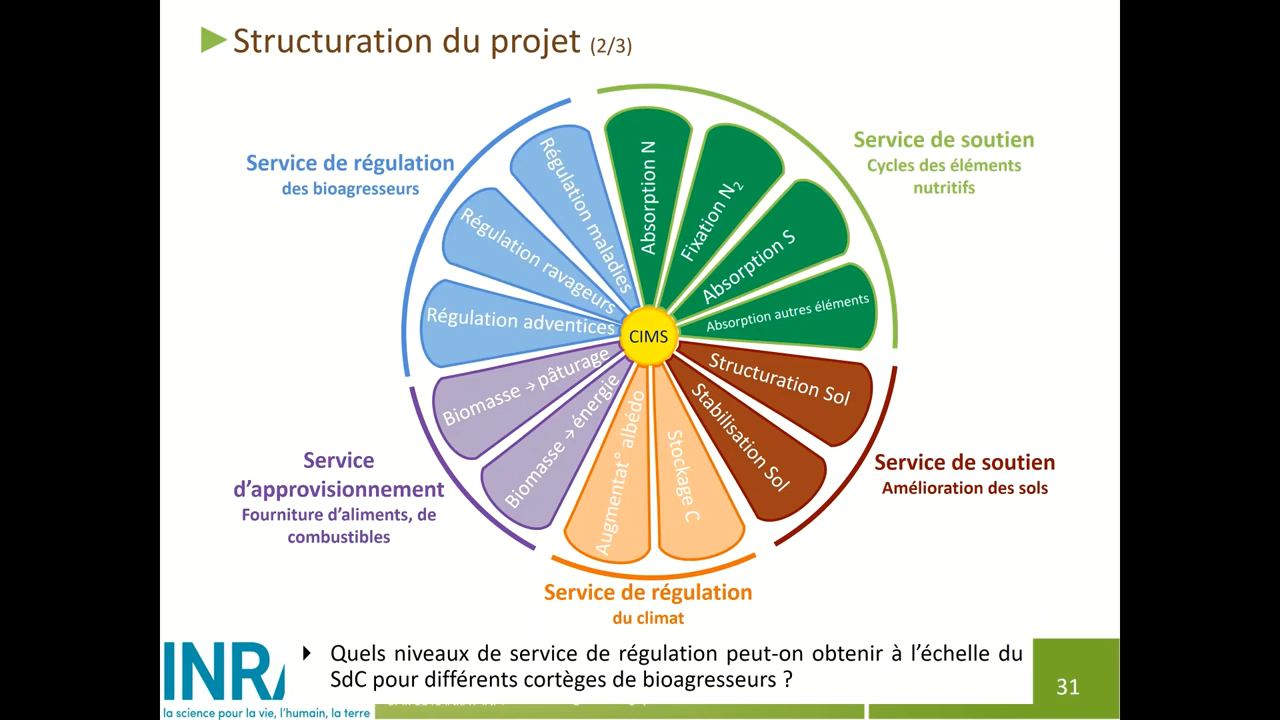 Structuration du projet (2/3)
Service de régulation
des bioagresseurs
Service de soutien
Cycles des éléments
nutritifs
Régulation maladies
Régulation ravageurs
Régulation adventices
Absorption N
Fixation N₂
Absorption S
Absorption autres éléments
CIMS
Structuration Sol
Stabilisation Sol
Stockage C
Augmentat° albédo
Biomasse → énergie
Biomasse → pâturage
Service
d’approvisionnement
Fourniture d’aliments, de
combustibles
Service de soutien
Amélioration des sols
Service de régulation
du climat
Quels niveaux de service de régulation peut-on obtenir à l’échelle du
SdC pour différents cortèges de bioagresseurs ?
INRA
la science pour la vie, l’humain, la terre
31